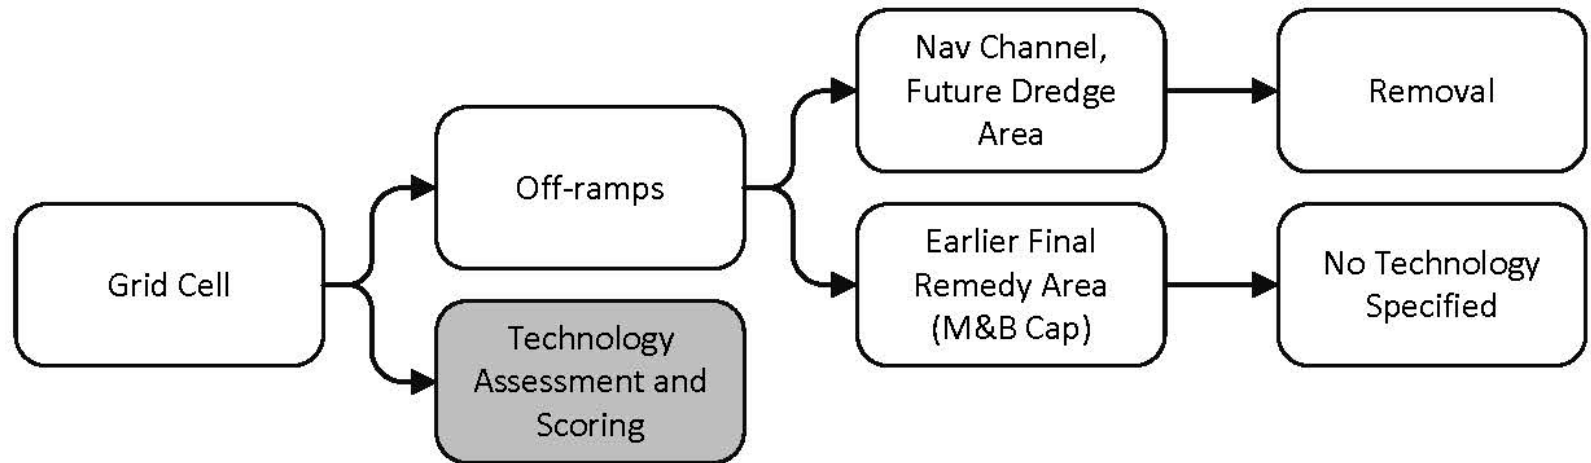 Grid Cell
Off-ramps
Technology
Assessment and
Scoring
Nav Channel,
Future Dredge
Area
Removal
Earlier Final
Remedy Area
(M&B Cap)
No Technology
Specified